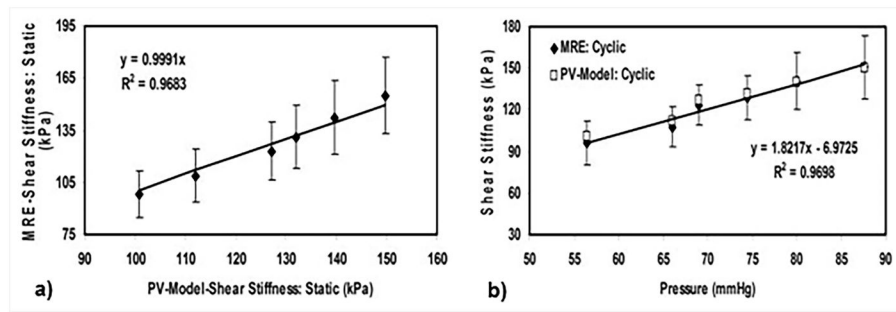 MRE-Shear Stiffness: Static
(kPa)
195
165
135
105
75
y = 0.9991x
R² = 0.9683
90 100 110 120 130 140 150 160
a)
PV-Model-Shear Stiffness: Static (kPa)
Shear Stiffness (kPa)
180
150
120
90
60
30
MRE: Cyclic
PV-Model: Cyclic
y = 1.8217x - 6.9725
R² = 0.9698
50 55 60 65 70 75 80 85 90
b)
Pressure (mmHg)